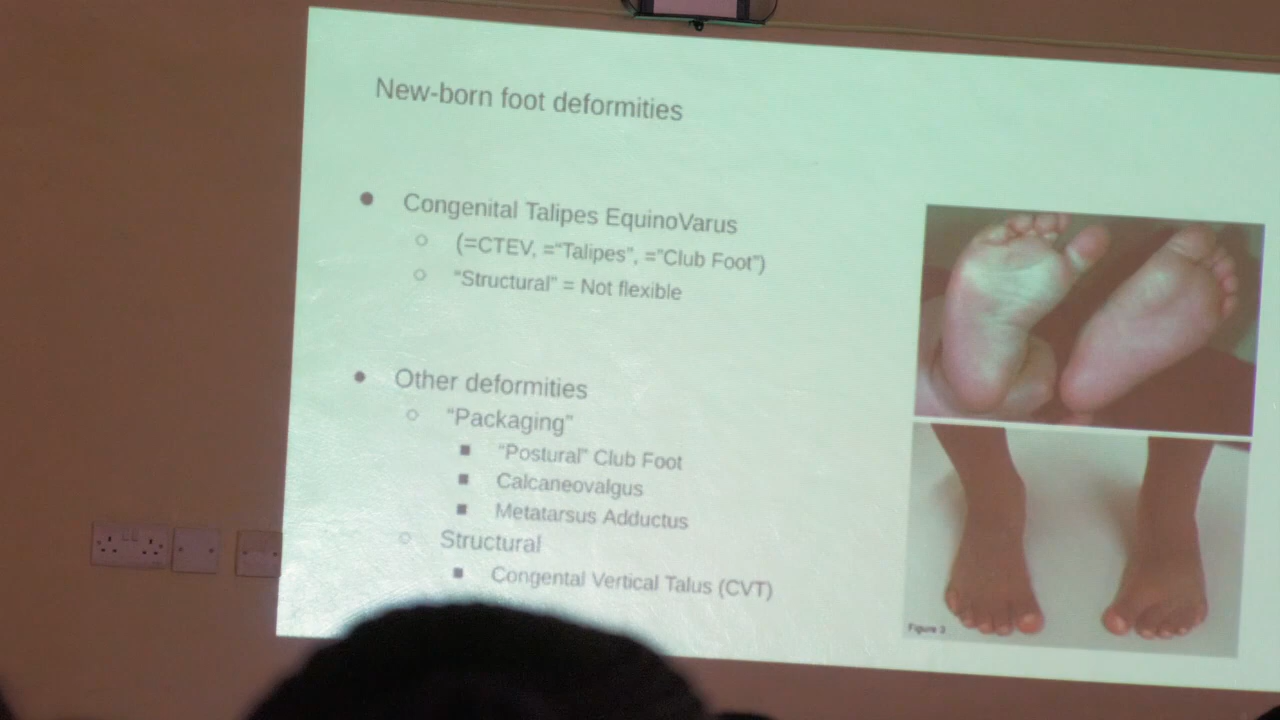 New-born foot deformities
● Congenital Talipes EquinoVarus
○ (=CTEV, =“Talipes”, =”Club Foot”)
○ “Structural” = Not flexible
● Other deformities
○ “Packaging”
■ “Postural” Club Foot
■ Calcaneovalgus
■ Metatarsus Adductus
○ Structural
■ Congental Vertical Talus (CVT)
Figure 3